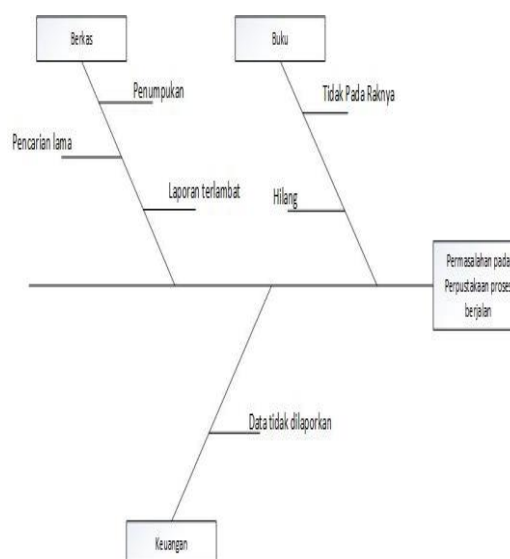 Berkas
Buku
Penumpukan
Tidak Pada Raknya
Pencarian lama
Laporan terlambat
Hilang
Permasalahan pada
Perpustakaan proses
berjalan
Data tidak dilaporkan
Keuangan